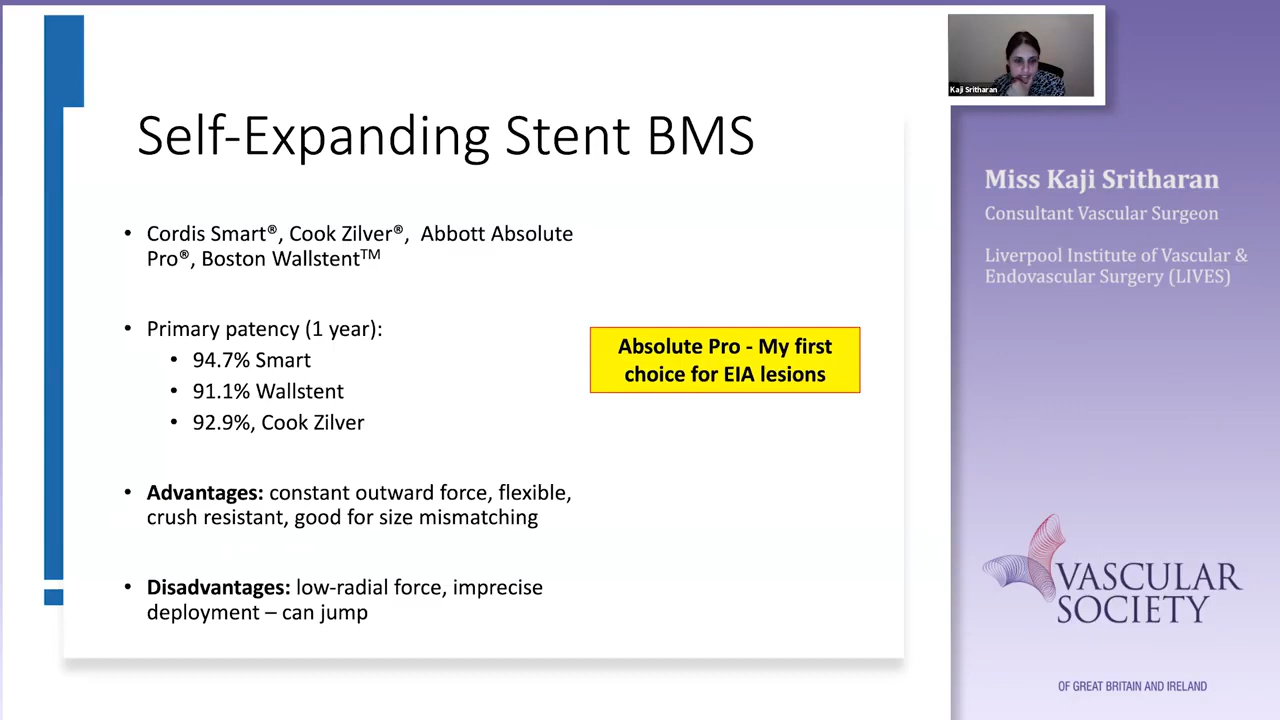 Self-Expanding Stent BMS
• Cordis Smart®, Cook Zilver®, Abbott Absolute
Pro®, Boston Wallstent™
• Primary patency (1 year):
• 94.7% Smart
• 91.1% Wallstent
• 92.9%, Cook Zilver
• Advantages: constant outward force, flexible,
crush resistant, good for size mismatching
• Disadvantages: low-radial force, imprecise
deployment – can jump
Absolute Pro - My first
choice for EIA lesions
Kaji Sritharan
Miss Kaji Sritharan
Consultant Vascular Surgeon
Liverpool Institute of Vascular &
Endovascular Surgery (LIVES)
VASCULAR
SOCIETY
OF GREAT BRITAIN AND IRELAND